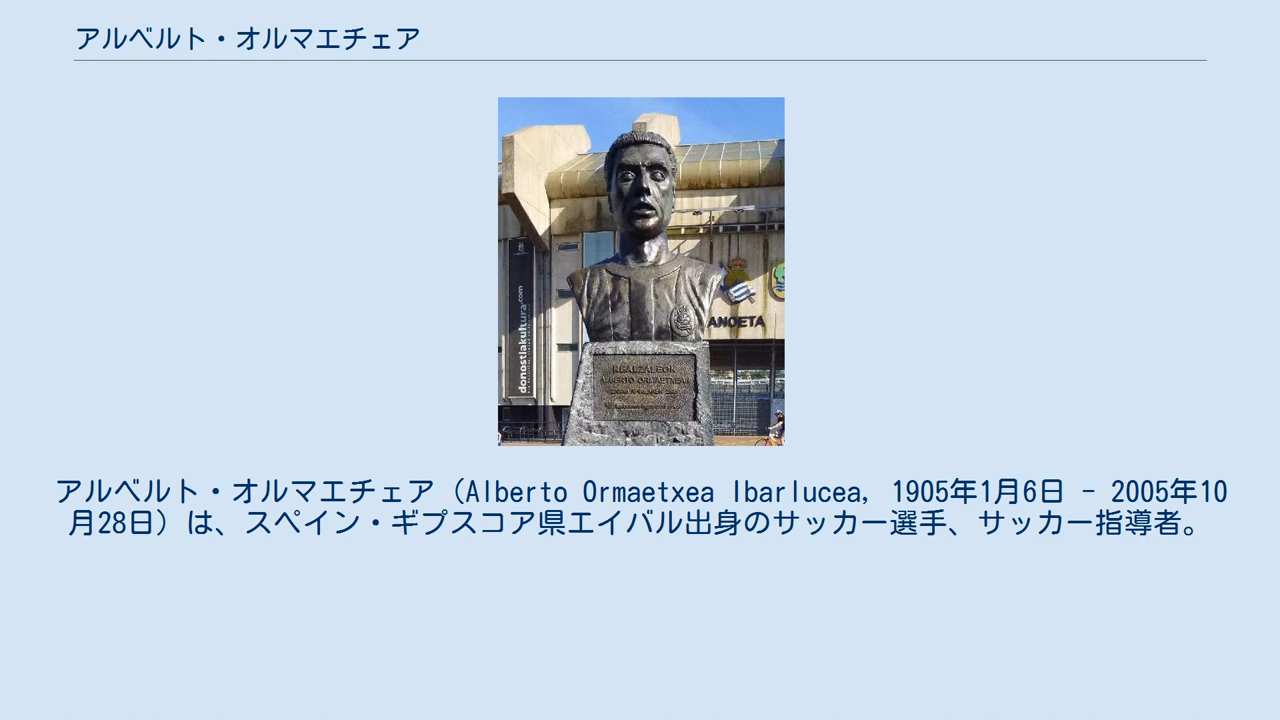 アルベルト・オルマエチェア
donostiakultura.com
ANOETA
ALBERTO ORMAETXEA
アルベルト・オルマエチェア（Alberto Ormaetxea Ibarlucea, 1905年1月6日 - 2005年10
月28日）は、スペイン・ギプスコア県エイバル出身のサッカー選手、サッカー指導者。